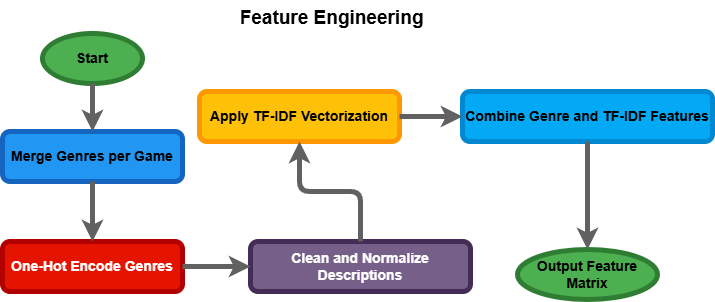 Feature Engineering
Start
Merge Genres per Game
One-Hot Encode Genres
Clean and Normalize
Descriptions
Apply TF-IDF Vectorization
Combine Genre and TF-IDF Features
Output Feature
Matrix